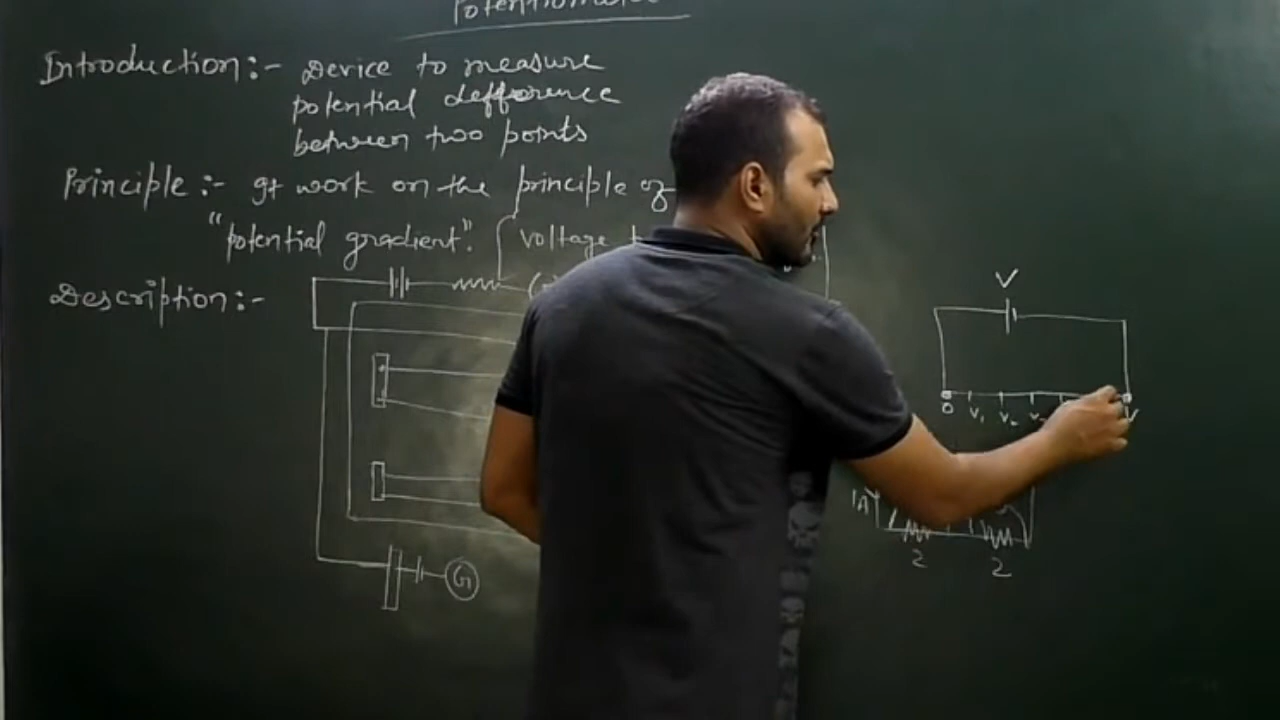 Introduction:- Device to measure
potential defference
between two points
Principle:- It work on the principle of
"potential gradient". (voltage
Description:-
V
0 V₁ V₂ V
1A
2 2
G